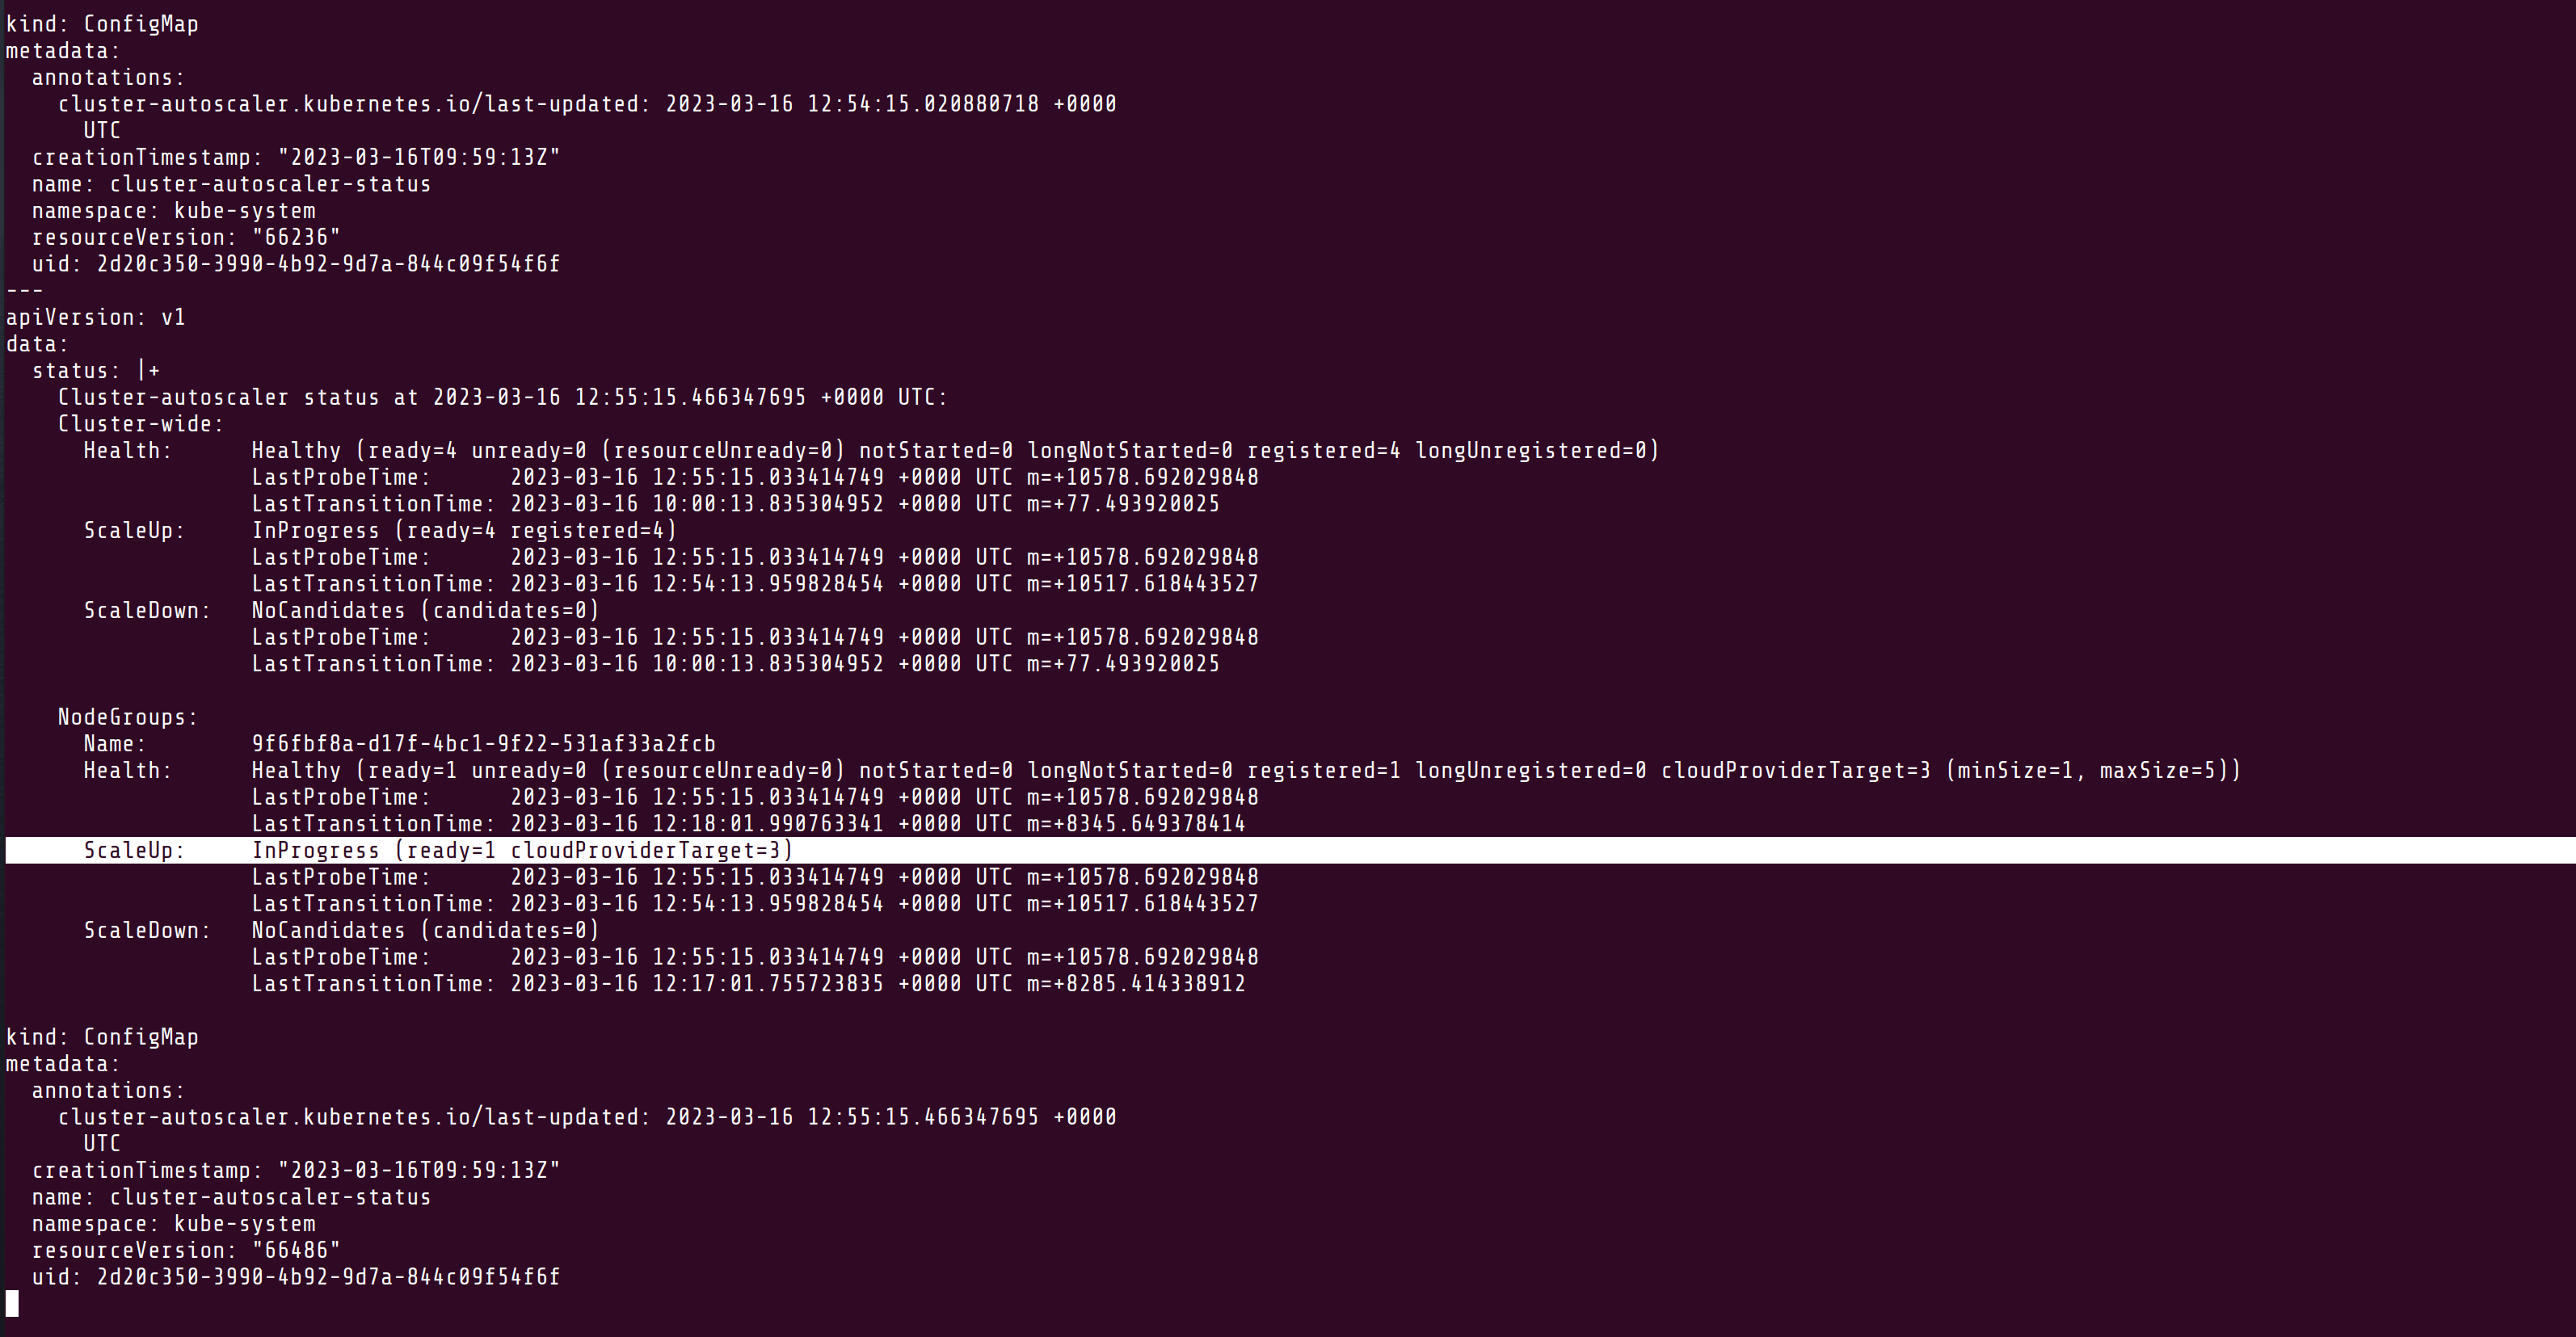 kind: ConfigMap
metadata:
  annotations:
    cluster-autoscaler.kubernetes.io/last-updated: 2023-03-16 12:54:15.020880718 +0000
      UTC
  creationTimestamp: "2023-03-16T09:59:13Z"
  name: cluster-autoscaler-status
  namespace: kube-system
  resourceVersion: "66236"
  uid: 2d20c350-3990-4b92-9d7a-844c09f54f6f
---
apiVersion: v1
data:
  status: |+
    Cluster-autoscaler status at 2023-03-16 12:55:15.466347695 +0000 UTC:
    Cluster-wide:
      Health:      Healthy (ready=4 unready=0 (resourceUnready=0) notStarted=0 longNotStarted=0 registered=4 longUnregistered=0)
                   LastProbeTime:      2023-03-16 12:55:15.033414749 +0000 UTC m=+10578.692029848
                   LastTransitionTime: 2023-03-16 10:00:13.835304952 +0000 UTC m=+77.493920025
      ScaleUp:     InProgress (ready=4 registered=4)
                   LastProbeTime:      2023-03-16 12:55:15.033414749 +0000 UTC m=+10578.692029848
                   LastTransitionTime: 2023-03-16 12:54:13.959828454 +0000 UTC m=+10517.618443527
      ScaleDown:   NoCandidates (candidates=0)
                   LastProbeTime:      2023-03-16 12:55:15.033414749 +0000 UTC m=+10578.692029848
                   LastTransitionTime: 2023-03-16 10:00:13.835304952 +0000 UTC m=+77.493920025

    NodeGroups:
      Name:        9f6fbf8a-d17f-4bc1-9f22-531af33a2fcb
      Health:      Healthy (ready=1 unready=0 (resourceUnready=0) notStarted=0 longNotStarted=0 registered=1 longUnregistered=0 cloudProviderTarget=3 (minSize=1, maxSize=5))
                   LastProbeTime:      2023-03-16 12:55:15.033414749 +0000 UTC m=+10578.692029848
                   LastTransitionTime: 2023-03-16 12:18:01.990763341 +0000 UTC m=+8345.649378414
      ScaleUp:     InProgress (ready=1 cloudProviderTarget=3)
                   LastProbeTime:      2023-03-16 12:55:15.033414749 +0000 UTC m=+10578.692029848
                   LastTransitionTime: 2023-03-16 12:54:13.959828454 +0000 UTC m=+10517.618443527
      ScaleDown:   NoCandidates (candidates=0)
                   LastProbeTime:      2023-03-16 12:55:15.033414749 +0000 UTC m=+10578.692029848
                   LastTransitionTime: 2023-03-16 12:17:01.755723835 +0000 UTC m=+8285.414338912

kind: ConfigMap
metadata:
  annotations:
    cluster-autoscaler.kubernetes.io/last-updated: 2023-03-16 12:55:15.466347695 +0000
      UTC
  creationTimestamp: "2023-03-16T09:59:13Z"
  name: cluster-autoscaler-status
  namespace: kube-system
  resourceVersion: "66486"
  uid: 2d20c350-3990-4b92-9d7a-844c09f54f6f